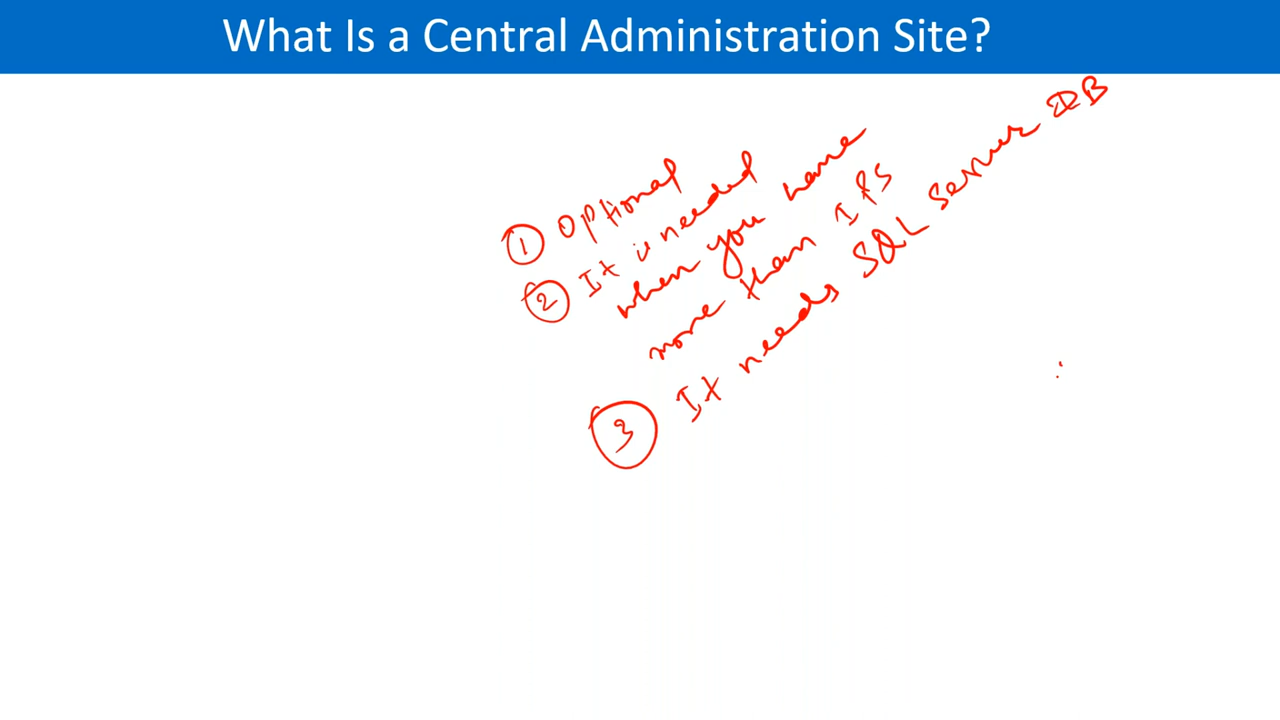 What Is a Central Administration Site?
① Optional
② It is needed
when you have
more than 1 PS
③ It needs SQL Server DB